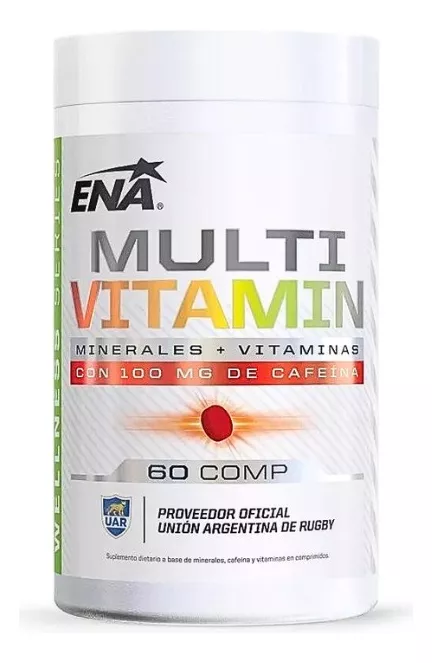 WELLNESS SERIES
ENA®
MULTI
VITAMIN
MINERALES + VITAMINAS
CON 100 MG DE CAFEÍNA
60 COMP
UAR
PROVEEDOR OFICIAL
UNIÓN ARGENTINA DE RUGBY
Suplemento dietario a base de minerales, cafeína y vitaminas en comprimidos.